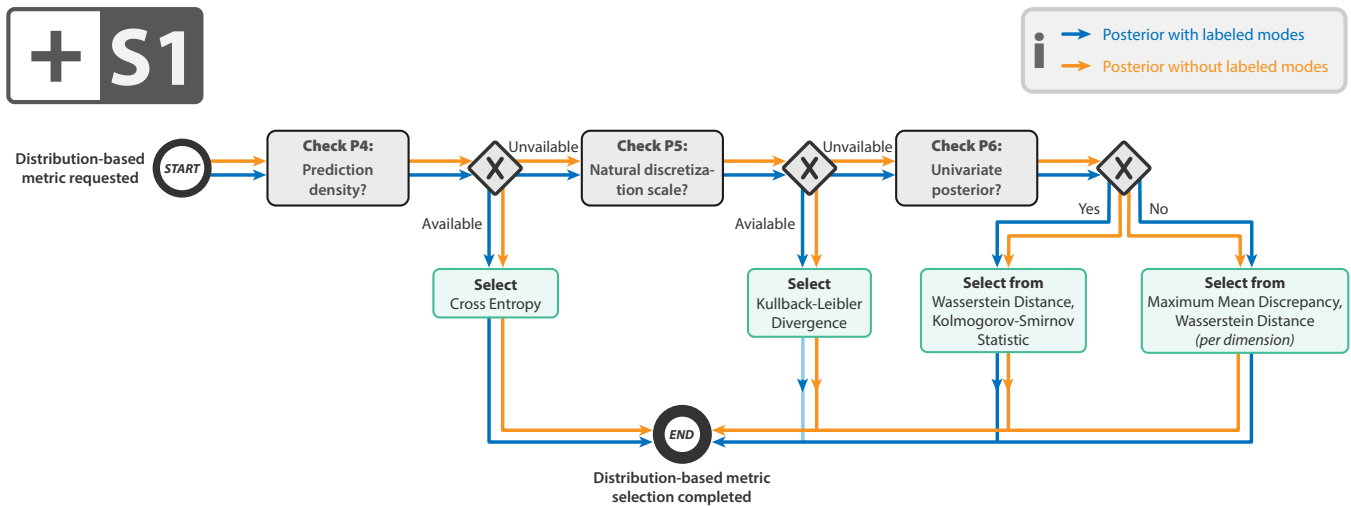 + S1
i
Posterior with labeled modes
Posterior without labeled modes
Distribution-based
metric requested
START
Check P4:
Prediction
density?
X
Unvailable
Available
Check P5:
Natural discretiza-
tion scale?
X
Unvailable
Avialable
Check P6:
Univariate
posterior?
X
Yes
No
Select
Cross Entropy
Select
Kullback-Leibler
Divergence
Select from
Wasserstein Distance,
Kolmogorov-Smirnov
Statistic
Select from
Maximum Mean Discrepancy,
Wasserstein Distance
(per dimension)
END
Distribution-based metric
selection completed